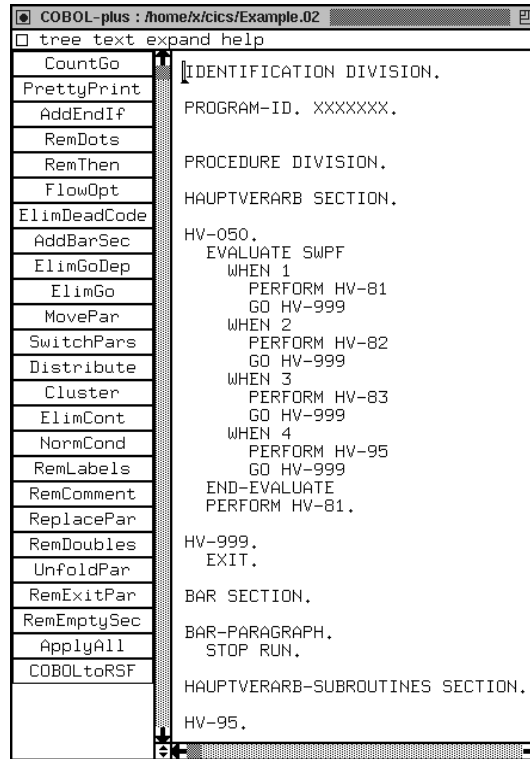 COBOL-plus : /home/x/cics/Example.02
tree text expand help
CountGo
PrettyPrint
AddEndIf
RemDots
RemThen
FlowOpt
ElimDeadCode
AddBarSec
ElimGoDep
ElimGo
MovePar
SwitchPars
Distribute
Cluster
ElimCont
NormCond
RemLabels
RemComment
ReplacePar
RemDoubles
UnfoldPar
RemExitPar
RemEmptySec
ApplyAll
COBOLtoRSF
IDENTIFICATION DIVISION.
PROGRAM-ID. XXXXXXX.
PROCEDURE DIVISION.
HAUPTVERARB SECTION.
HV-050.
EVALUATE SWPF
WHEN 1
PERFORM HV-81
GO HV-999
WHEN 2
PERFORM HV-82
GO HV-999
WHEN 3
PERFORM HV-83
GO HV-999
WHEN 4
PERFORM HV-95
GO HV-999
END-EVALUATE
PERFORM HV-81.
HV-999.
EXIT.
BAR SECTION.
BAR-PARAGRAPH.
STOP RUN.
HAUPTVERARB-SUBROUTINES SECTION.
HV-95.